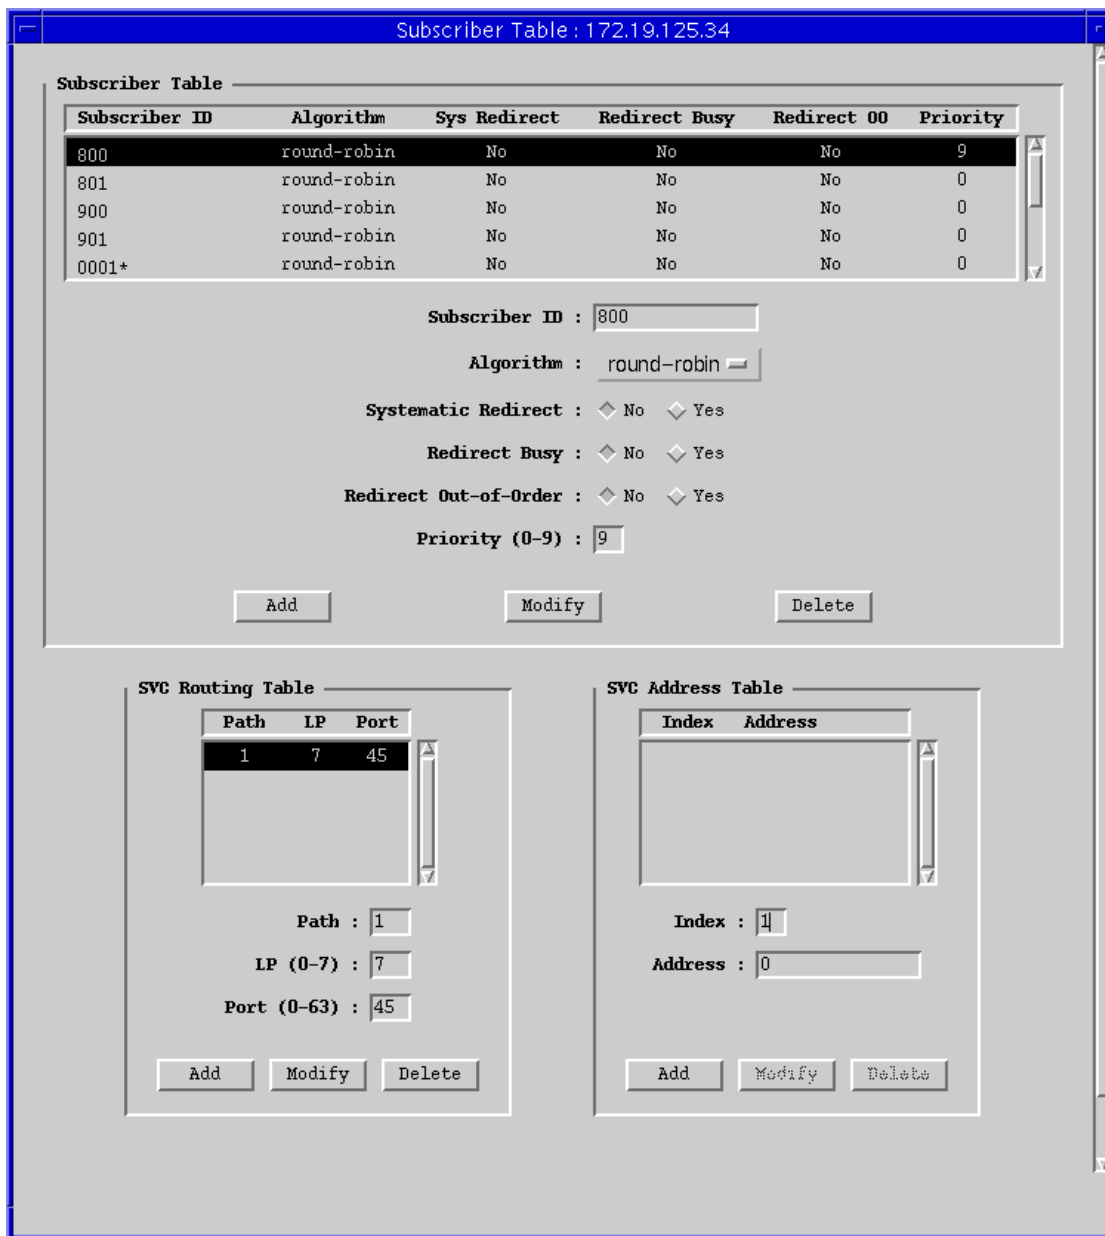 Subscriber Table : 172.19.125.34
Subscriber Table
Subscriber ID Algorithm Sys Redirect Redirect Busy Redirect OO Priority
800 round-robin No No No 9
801 round-robin No No No 0
900 round-robin No No No 0
901 round-robin No No No 0
0001* round-robin No No No 0
Subscriber ID : 800
Algorithm : round-robin
Systematic Redirect : No Yes
Redirect Busy : No Yes
Redirect Out-of-Order : No Yes
Priority (0-9) : 9
Add Modify Delete
SVC Routing Table
Path LP Port
1 7 45
Path : 1
LP (0-7) : 7
Port (0-63) : 45
Add Modify Delete
SVC Address Table
Index Address
Index : 1
Address : 0
Add Modify Delete